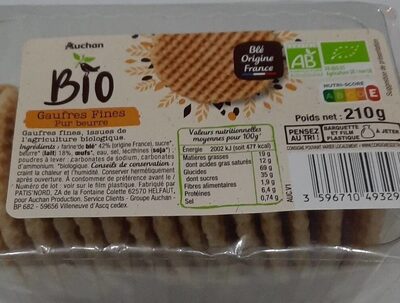 Auchan
BIO
Gaufres Fines
Pur beurre
Gaufres fines, issues de
l'agriculture biologique.
Ingrédients : farine de blé* 42% (origine France), sucre*,
beurre* (lait) 18%, œufs*, eau, sel, lécithines (soja)*,
poudres à lever : carbonates de sodium, carbonates
d'ammonium. *biologique. Conseils de conservation :
craint la chaleur et l'humidité. Conserver hermétiquement
après ouverture. À consommer de préférence avant le /
Numéro de lot : voir sur le film plastique. Fabriqué par
PATIS'NORD, ZA de la Fontaine Colette 62570 HELFAUT,
pour Auchan Production. Service Clients - Groupe Auchan -
BP 682 - 59656 Villeneuve d'Ascq cedex.
Blé
Origine
France
Valeurs nutritionnelles
moyennes pour 100g
Énergie 2002 kJ (soit 477 kcal)
Matières grasses 19 g
dont acides gras saturés 12 g
Glucides 69 g
dont sucres 35 g
Fibres alimentaires 1,9 g
Protéines 6,4 g
Sel 0,74 g
AB
AGRICULTURE
BIOLOGIQUE
NUTRI-SCORE
A B C D E
Suggestion de présentation
Poids net : 210g
PENSEZ
AU TRI !
BARQUETTE
ET FILM
PLASTIQUE
À JETER
AUC.V1
3 596710 49329